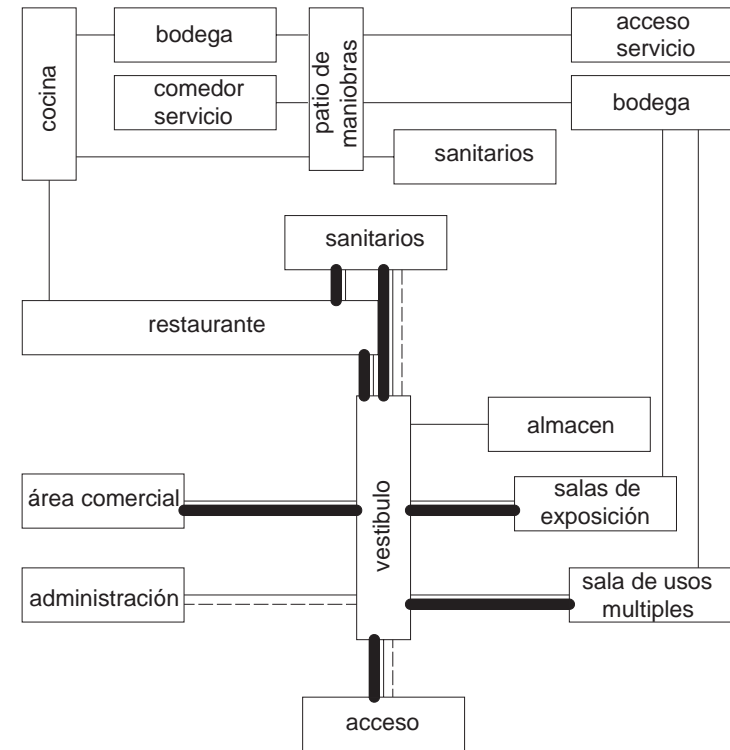 cocina
bodega
patio de
maniobras
acceso
servicio
comedor
servicio
bodega
sanitarios
sanitarios
restaurante
almacen
área comercial
vestibulo
salas de
exposición
administración
sala de usos
multiples
acceso